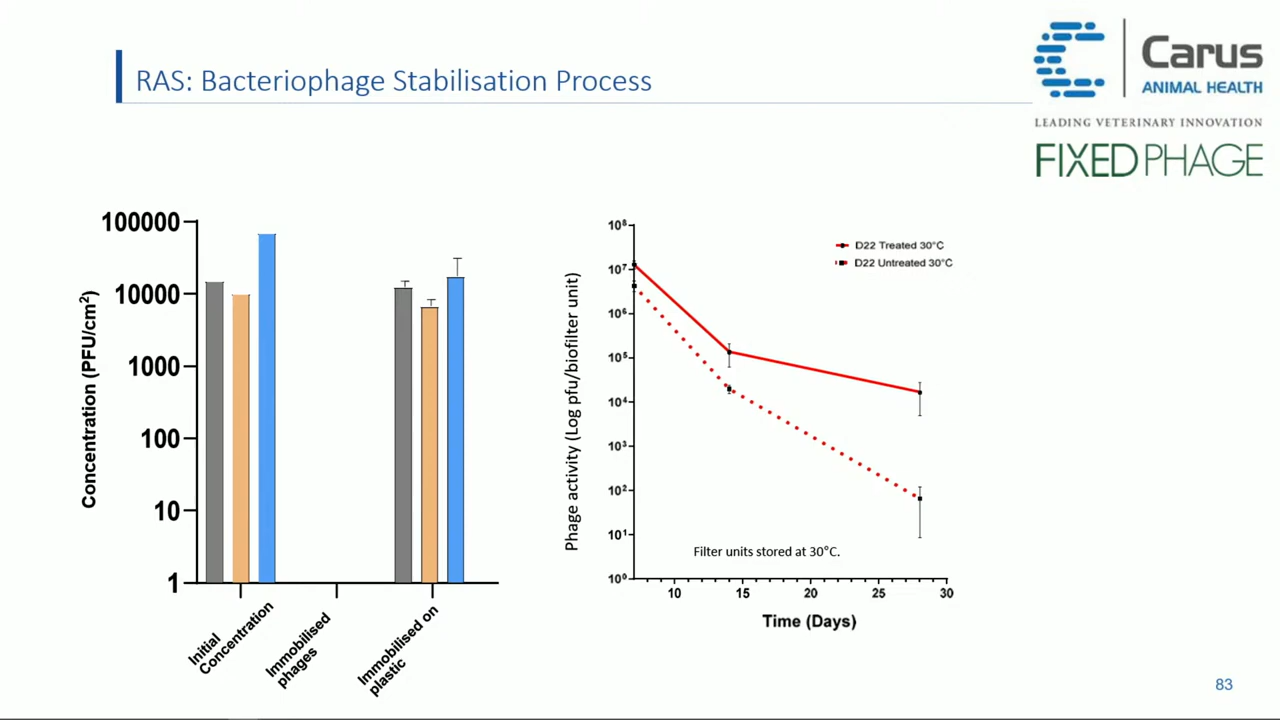 RAS: Bacteriophage Stabilisation Process
Carus
ANIMAL HEALTH
LEADING VETERINARY INNOVATION
FIXEDPHAGE
Concentration (PFU/cm²)
100000
10000
1000
100
10
1
Initial
Concentration
Immobilised
phages
Immobilised on
plastic
Phage activity (Log pfu/biofilter unit)
10⁸
10⁷
10⁶
10⁵
10⁴
10³
10²
10¹
10⁰
D22 Treated 30°C
D22 Untreated 30°C
Filter units stored at 30°C.
10
15
20
25
30
Time (Days)
83